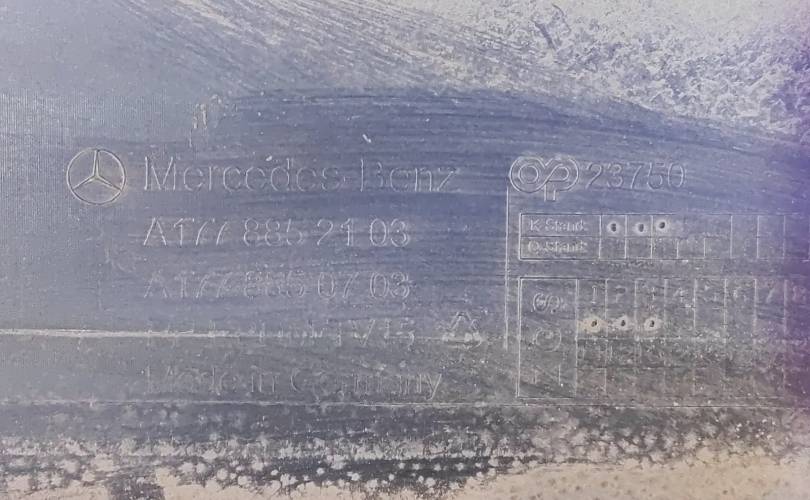 Mercedes-Benz
A177 885 21 03
A177 885 07 03
Made in Germany
23750
K-Stand:
1 2 3 4 5 6 7 8